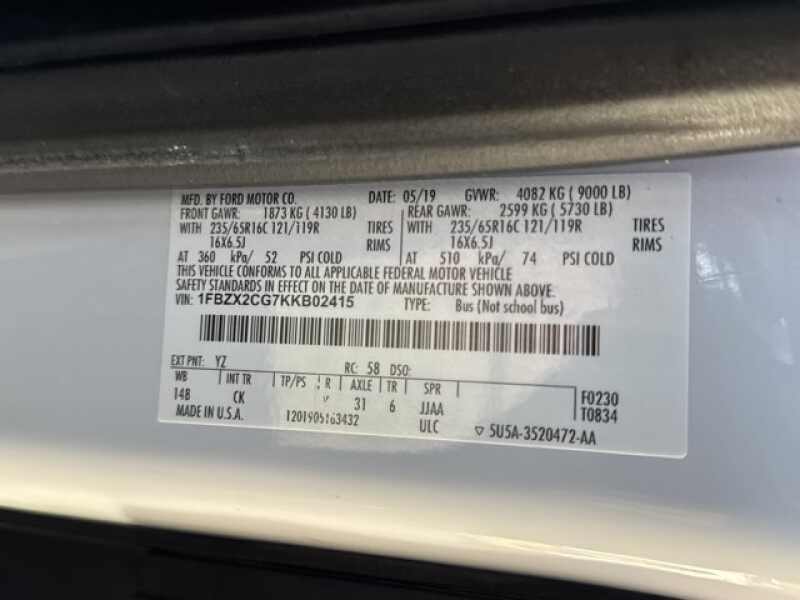 MFD. BY FORD MOTOR CO. DATE: 05/19 GVWR: 4082 KG ( 9000 LB)
FRONT GAWR: 1873 KG ( 4130 LB) REAR GAWR: 2599 KG ( 5730 LB)
WITH 235/65R16C 121/119R TIRES WITH 235/65R16C 121/119R TIRES
16X6.5J RIMS 16X6.5J RIMS
AT 360 kPa/ 52 PSI COLD AT 510 kPa/ 74 PSI COLD
THIS VEHICLE CONFORMS TO ALL APPLICABLE FEDERAL MOTOR VEHICLE
SAFETY STANDARDS IN EFFECT ON THE DATE OF MANUFACTURE SHOWN ABOVE.
VIN: 1FBZX2CG7KKB02415 TYPE: Bus (Not school bus)
EXT PNT: YZ RC: 58 DSO:
WB INT TR TP/PS R AXLE TR SPR
14B CK 31 6 JJAA F0230
MADE IN U.S.A. ULC T0834
▽ 5U5A-3520472-AA